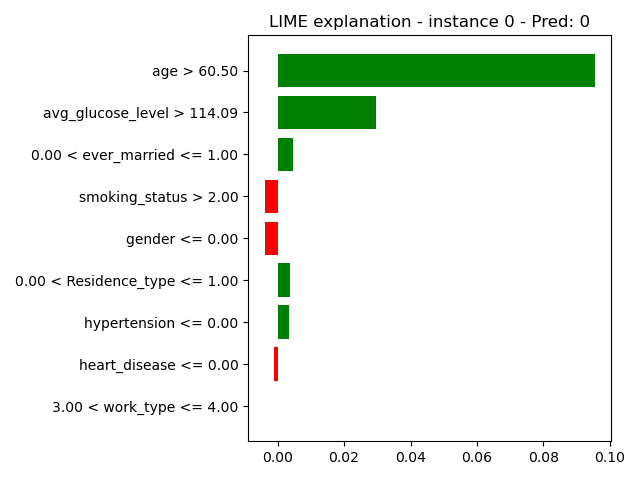 LIME explanation - instance 0 - Pred: 0
age > 60.50
avg_glucose_level > 114.09
0.00 < ever_married <= 1.00
smoking_status > 2.00
gender <= 0.00
0.00 < Residence_type <= 1.00
hypertension <= 0.00
heart_disease <= 0.00
3.00 < work_type <= 4.00
0.00 0.02 0.04 0.06 0.08 0.10